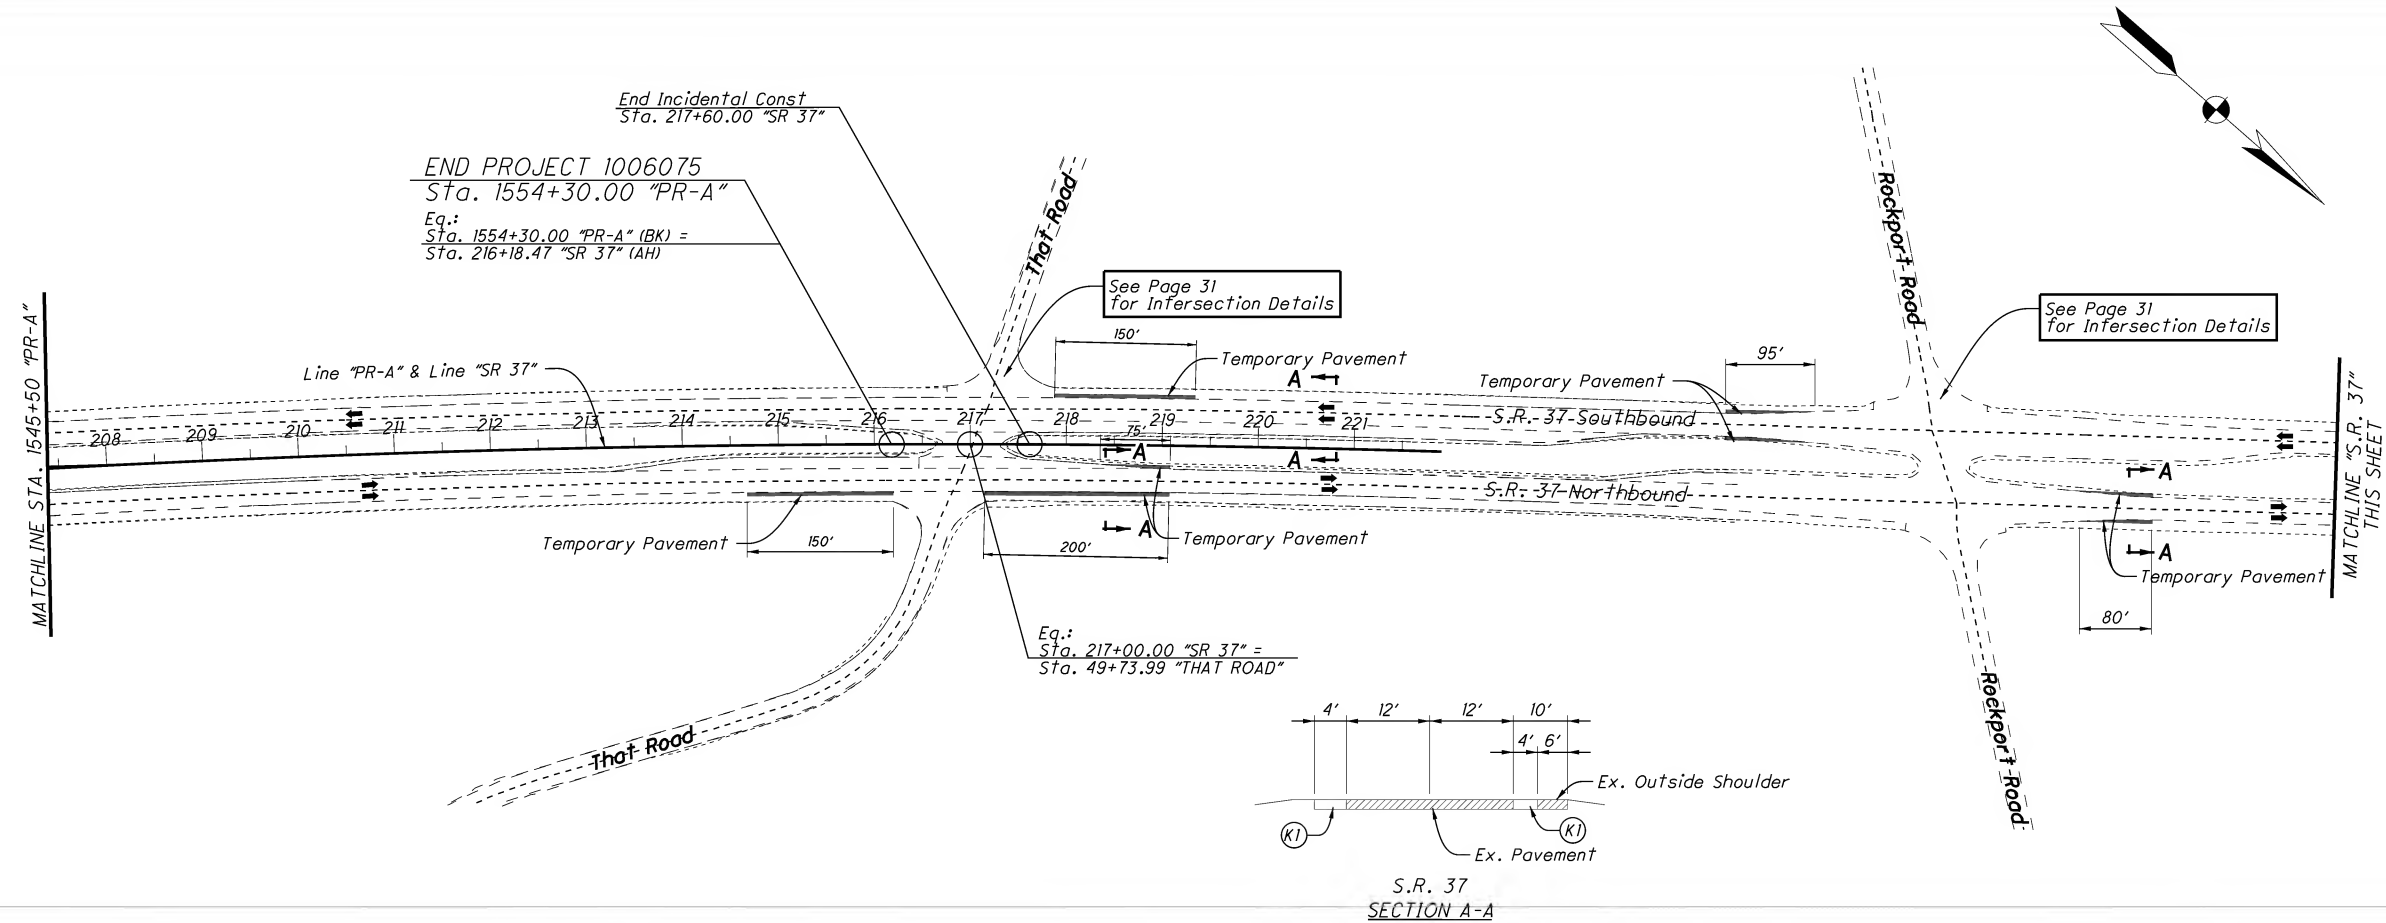 End Incidental Const
Sta. 217+60.00 "SR 37"
END PROJECT 1006075
Sta. 1554+30.00 "PR-A"
Eq.:
Sta. 1554+30.00 "PR-A" (BK) =
Sta. 216+18.47 "SR 37" (AH)
That Road
Rockport Road
See Page 31
for Intersection Details
See Page 31
for Intersection Details
MATCHLINE STA. 1545+50 "PR-A"
Line "PR-A" & Line "SR 37"
150'
Temporary Pavement
A
Temporary Pavement
95'
MATCHLINE "S.R. 37"
THIS SHEET
208
209
210
211
212
213
214
215
216
217
218
219
220
221
75'
S.R. 37 Southbound
A
A
A
S.R. 37 Northbound
A
Temporary Pavement
150'
200'
A
Temporary Pavement
A
Temporary Pavement
80'
Eq.:
Sta. 217+00.00 "SR 37" =
Sta. 49+73.99 "THAT ROAD"
That Road
Rockport Road
4'
12'
12'
10'
4'
6'
Ex. Outside Shoulder
K1
K1
Ex. Pavement
S.R. 37
SECTION A-A